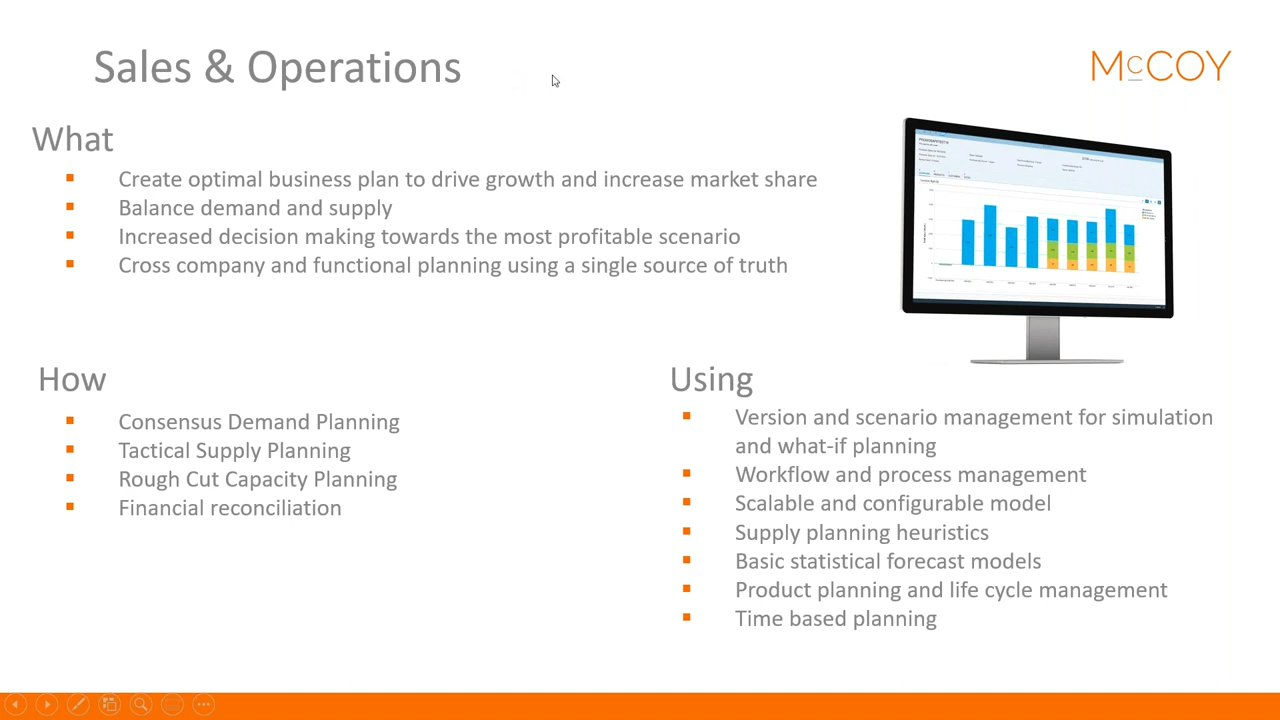 Sales & Operations
McCOY
What
Create optimal business plan to drive growth and increase market share
Balance demand and supply
Increased decision making towards the most profitable scenario
Cross company and functional planning using a single source of truth
How
Consensus Demand Planning
Tactical Supply Planning
Rough Cut Capacity Planning
Financial reconciliation
Using
Version and scenario management for simulation
and what-if planning
Workflow and process management
Scalable and configurable model
Supply planning heuristics
Basic statistical forecast models
Product planning and life cycle management
Time based planning